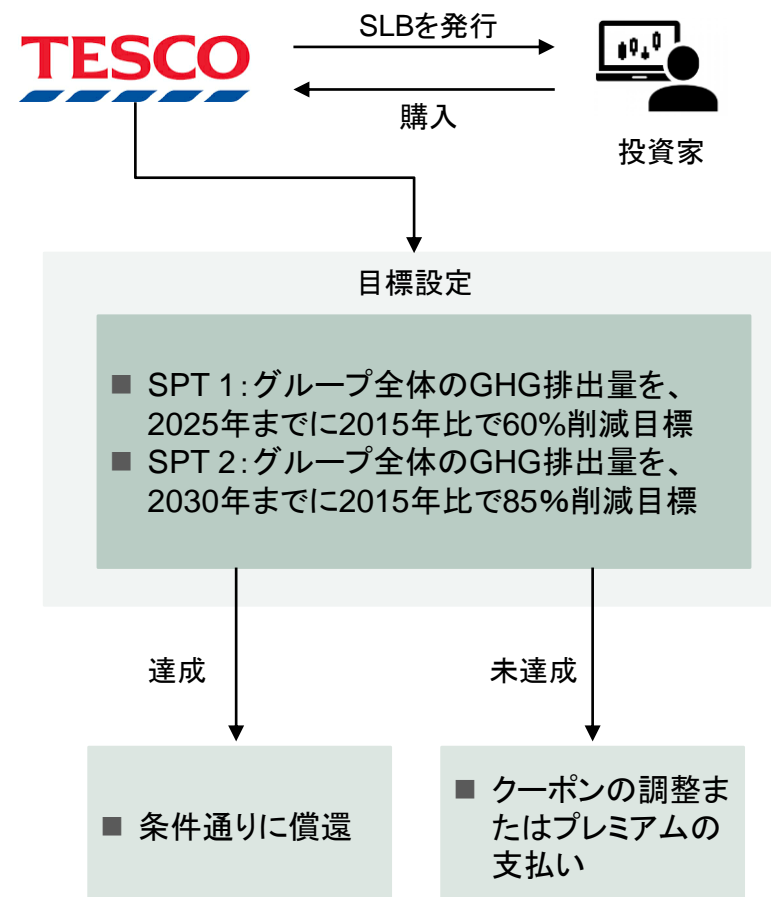 SLBを発行
TESCO
購入
投資家
目標設定
■ SPT 1：グループ全体のGHG排出量を、
2025年までに2015年比で60%削減目標
■ SPT 2：グループ全体のGHG排出量を、
2030年までに2015年比で85%削減目標
達成
未達成
■ 条件通りに償還
■ クーポンの調整ま
たはプレミアムの
支払い